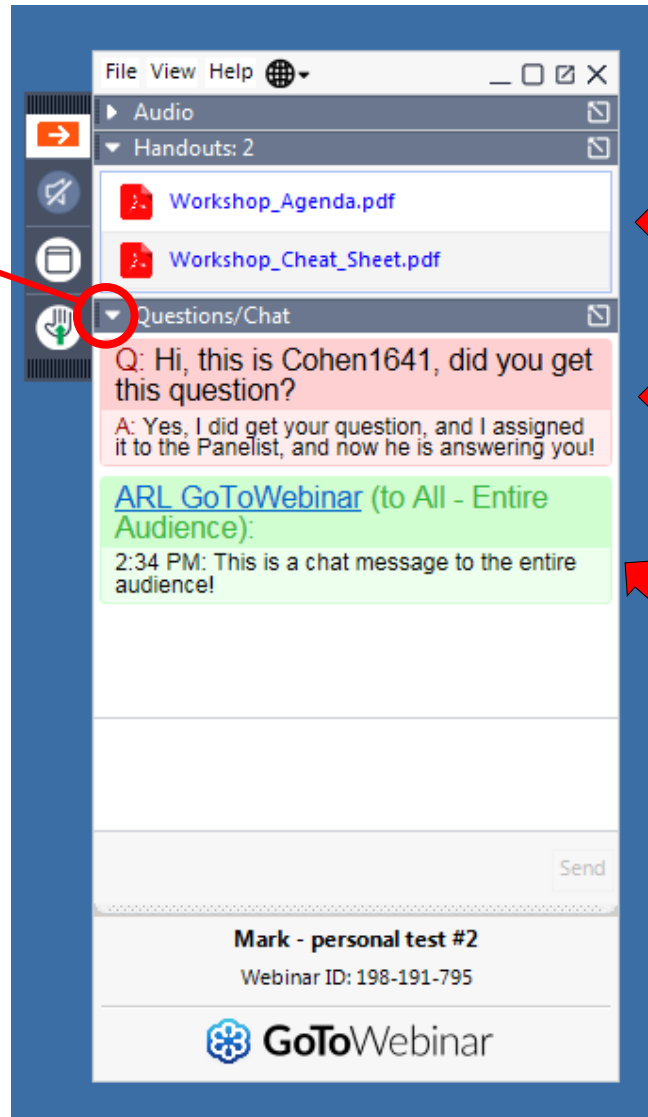 File View Help
Audio
Handouts: 2
Workshop_Agenda.pdf
Workshop_Cheat_Sheet.pdf
Questions/Chat
Q: Hi, this is Cohen1641, did you get
this question?
A: Yes, I did get your question, and I assigned
it to the Panelist, and now he is answering you!
ARL GoToWebinar (to All - Entire
Audience):
2:34 PM: This is a chat message to the entire
audience!
Send
Mark - personal test #2
Webinar ID: 198-191-795
GoToWebinar